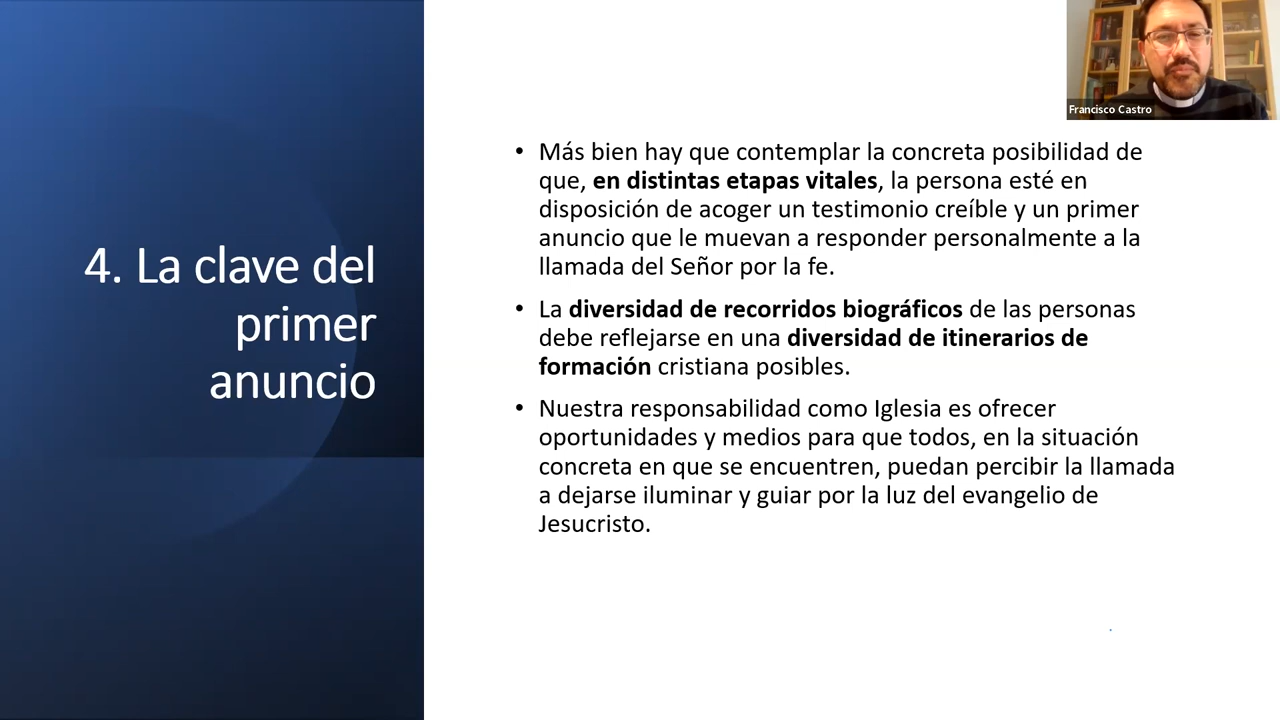 4. La clave del
primer
anuncio
Francisco Castro
• Más bien hay que contemplar la concreta posibilidad de
que, en distintas etapas vitales, la persona esté en
disposición de acoger un testimonio creíble y un primer
anuncio que le muevan a responder personalmente a la
llamada del Señor por la fe.
• La diversidad de recorridos biográficos de las personas
debe reflejarse en una diversidad de itinerarios de
formación cristiana posibles.
• Nuestra responsabilidad como Iglesia es ofrecer
oportunidades y medios para que todos, en la situación
concreta en que se encuentren, puedan percibir la llamada
a dejarse iluminar y guiar por la luz del evangelio de
Jesucristo.